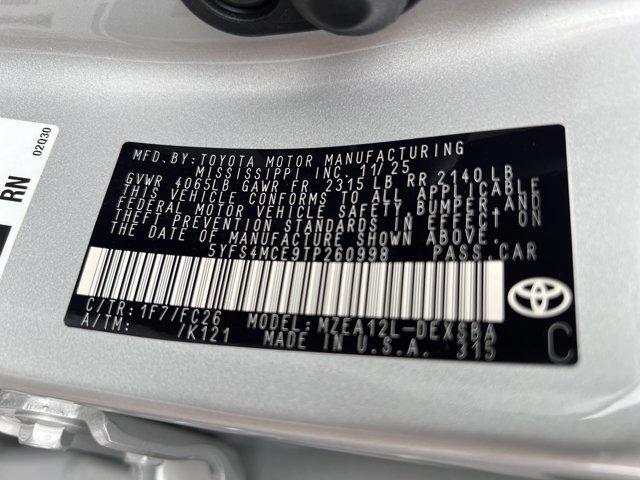 02030
RN
MFD.BY:TOYOTA MOTOR MANUFACTURING
MISSISSIPPI INC. 11/25
GVWR 4065LB GAWR FR 2315 LB RR 2140 LB
THIS VEHICLE CONFORMS TO ALL APPLICABLE
FEDERAL MOTOR VEHICLE SAFETY, BUMPER, AND
THEFT PREVENTION STANDARDS IN EFFECT ON
THE DATE OF MANUFACTURE SHOWN ABOVE.
5YFS4MCE9TP260998 PASS.CAR
C/TR: 1F7/FC26 MODEL: MZEA12L-DEXSBA
A/TM: /K121 MADE IN U.S.A. 315
C